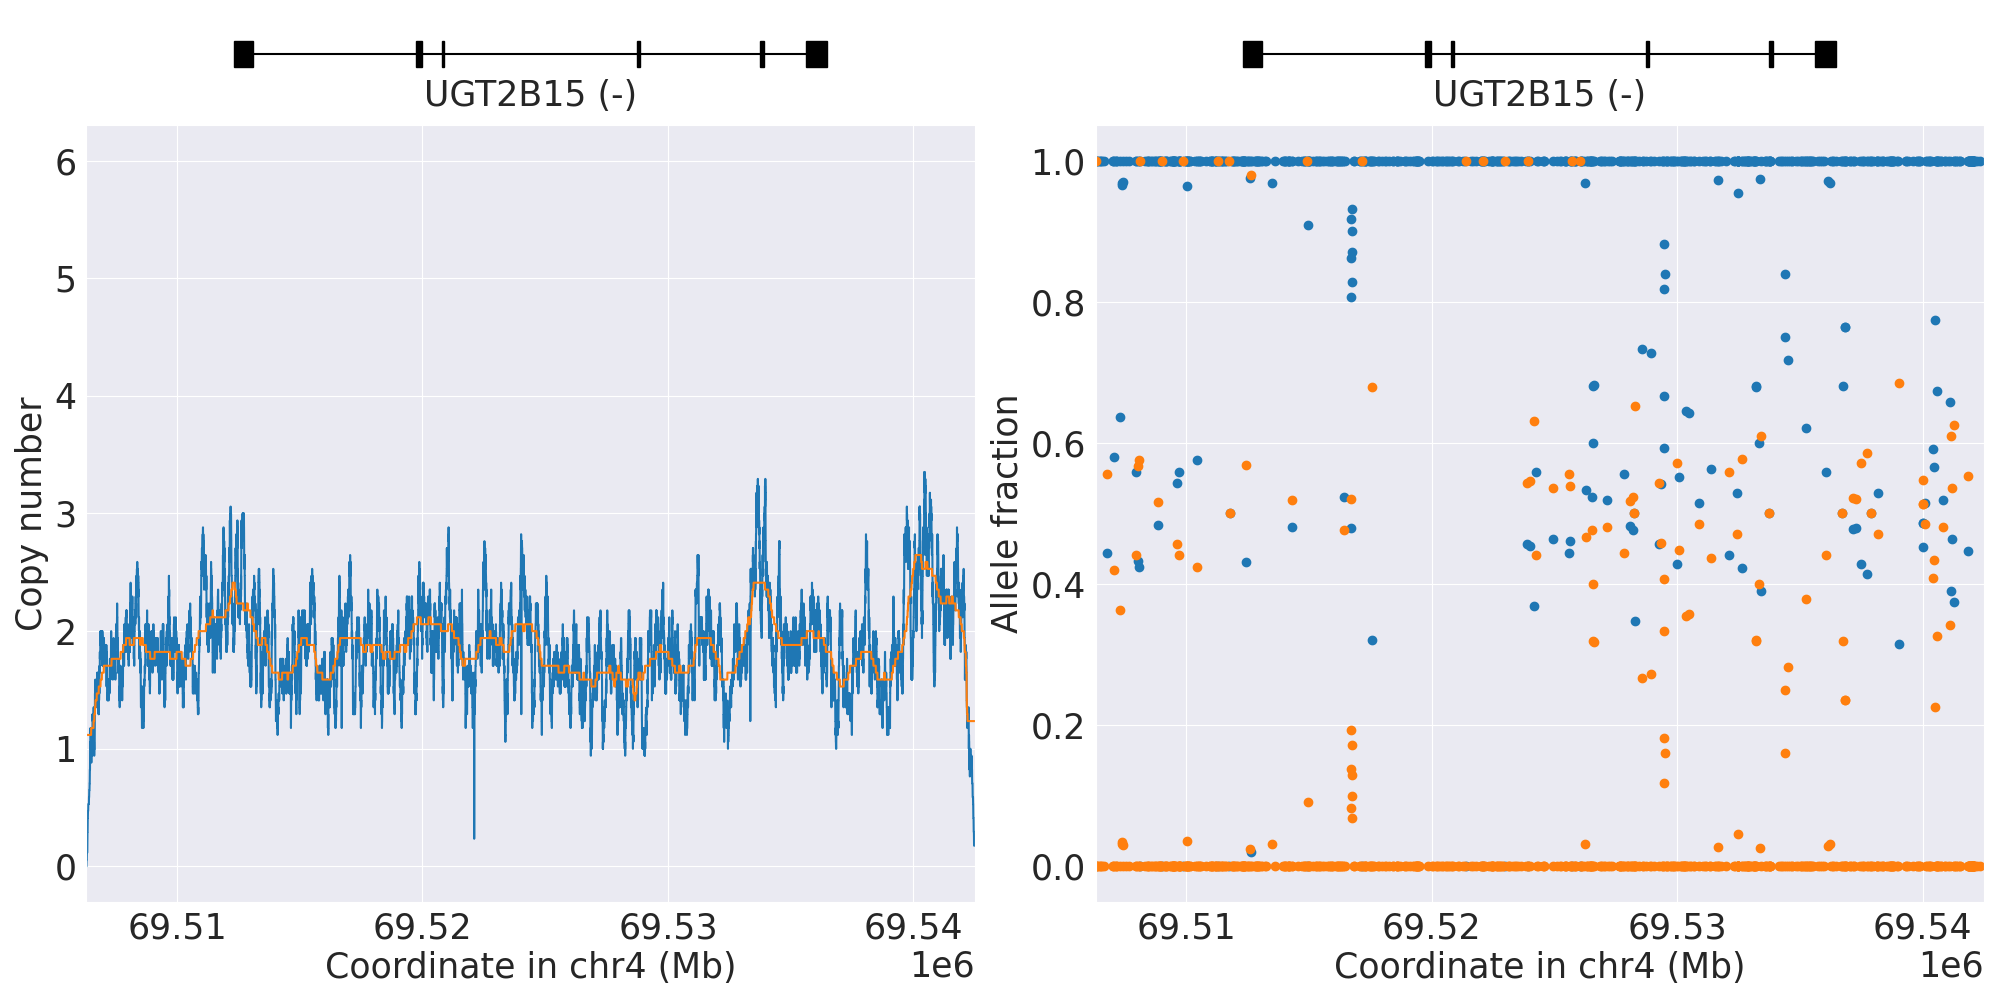 UGT2B15 (-)
6
5
4
3
2
1
0
Copy number
69.51 69.52 69.53 69.54
Coordinate in chr4 (Mb)
1e6
UGT2B15 (-)
1.0
0.8
0.6
0.4
0.2
0.0
Allele fraction
69.51 69.52 69.53 69.54
Coordinate in chr4 (Mb)
1e6